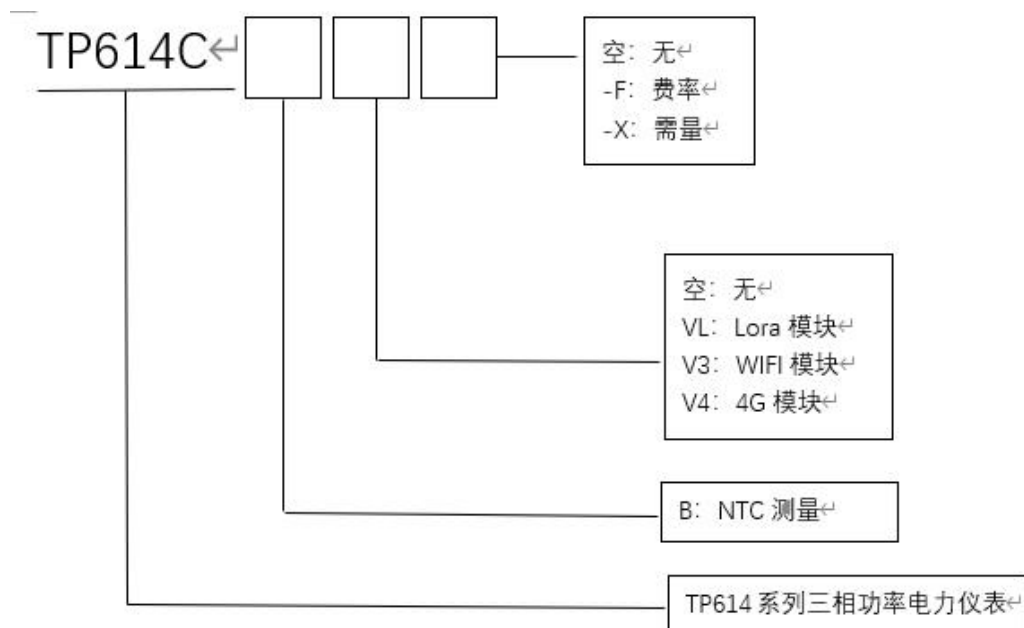 TP614C
空：无
-F：费率
-X：需量
空：无
VL：Lora 模块
V3：WIFI 模块
V4：4G 模块
B：NTC 测量
TP614 系列三相功率电力仪表